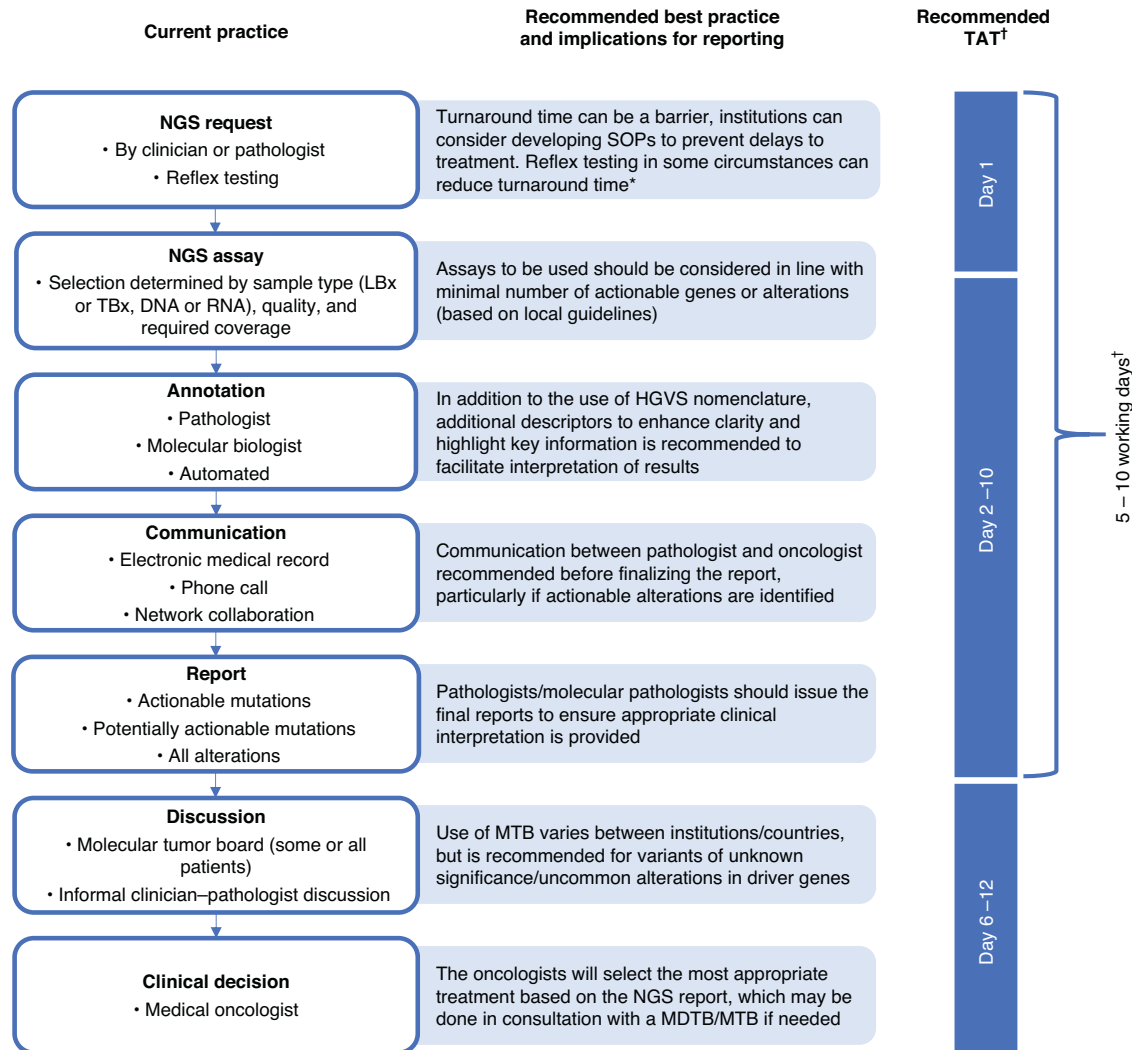 Current practice
Recommended best practice
and implications for reporting
Recommended
TAT†
NGS request
• By clinician or pathologist
• Reflex testing
Turnaround time can be a barrier, institutions can
consider developing SOPs to prevent delays to
treatment. Reflex testing in some circumstances can
reduce turnaround time*
Day 1
NGS assay
• Selection determined by sample type (LBx
or TBx, DNA or RNA), quality, and
required coverage
Assays to be used should be considered in line with
minimal number of actionable genes or alterations
(based on local guidelines)
Annotation
• Pathologist
• Molecular biologist
• Automated
In addition to the use of HGVS nomenclature,
additional descriptors to enhance clarity and
highlight key information is recommended to
facilitate interpretation of results
Day 2 –10
5 – 10 working days†
Communication
• Electronic medical record
• Phone call
• Network collaboration
Communication between pathologist and oncologist
recommended before finalizing the report,
particularly if actionable alterations are identified
Report
• Actionable mutations
• Potentially actionable mutations
• All alterations
Pathologists/molecular pathologists should issue the
final reports to ensure appropriate clinical
interpretation is provided
Discussion
• Molecular tumor board (some or all
patients)
• Informal clinician–pathologist discussion
Use of MTB varies between institutions/countries,
but is recommended for variants of unknown
significance/uncommon alterations in driver genes
Day 6 –12
Clinical decision
• Medical oncologist
The oncologists will select the most appropriate
treatment based on the NGS report, which may be
done in consultation with a MDTB/MTB if needed